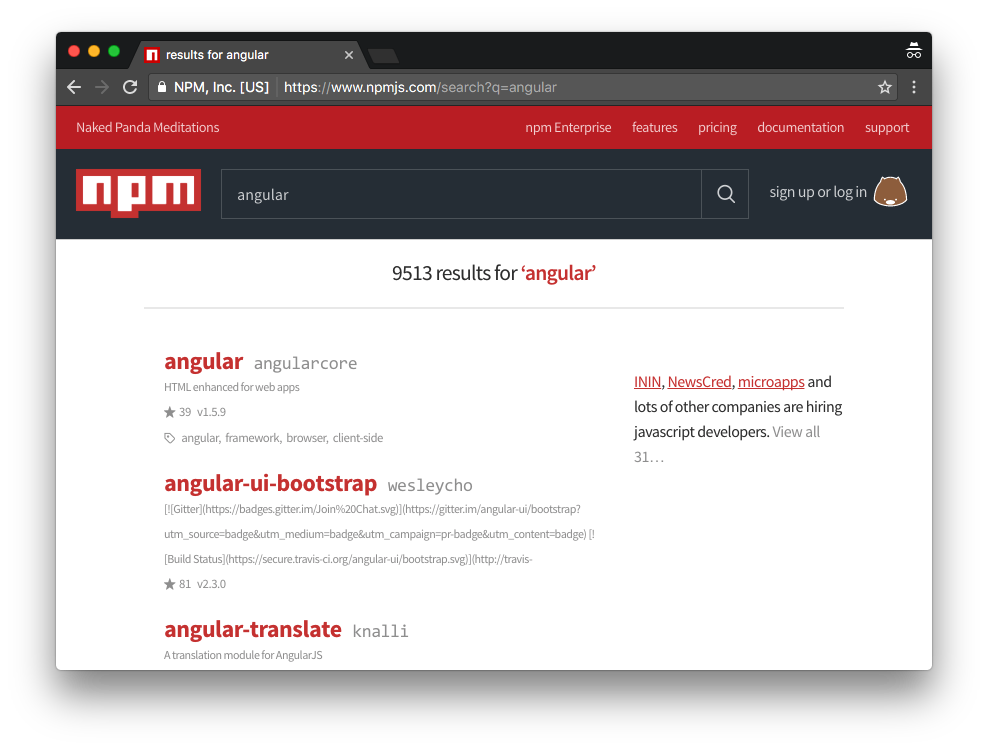 results for angular
NPM, Inc. [US] https://www.npmjs.com/search?q=angular
Naked Panda Meditations npm Enterprise features pricing documentation support
npm angular sign up or log in
9513 results for ‘angular’
angular angularcore
HTML enhanced for web apps
39 v1.5.9
angular, framework, browser, client-side
angular-ui-bootstrap wesleycho
[![Gitter](https://badges.gitter.im/Join%20Chat.svg)](https://gitter.im/angular-ui/bootstrap?
utm_source=badge&utm_medium=badge&utm_campaign=pr-badge&utm_content=badge) [!
[Build Status](https://secure.travis-ci.org/angular-ui/bootstrap.svg)](http://travis-
81 v2.3.0
angular-translate knalli
A translation module for AngularJS
ININ, NewsCred, microapps and
lots of other companies are hiring
javascript developers. View all
31…